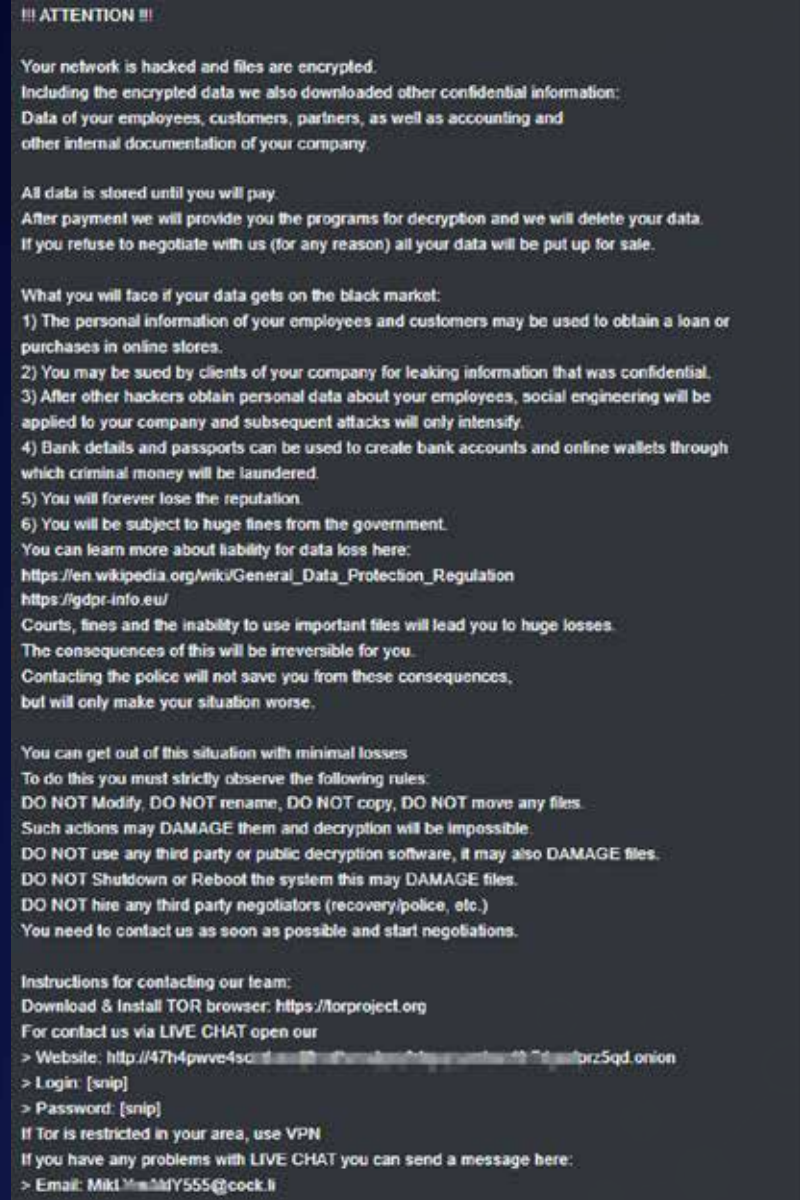 !!! ATTENTION !!!
Your network is hacked and files are encrypted.
Including the encrypted data we also downloaded other confidential information:
Data of your employees, customers, partners, as well as accounting and
other internal documentation of your company.
All data is stored until you will pay.
After payment we will provide you the programs for decryption and we will delete your data.
If you refuse to negotiate with us (for any reason) all your data will be put up for sale.
What you will face if your data gets on the black market:
1) The personal information of your employees and customers may be used to obtain a loan or
purchases in online stores.
2) You may be sued by clients of your company for leaking information that was confidential.
3) After other hackers obtain personal data about your employees, social engineering will be
applied to your company and subsequent attacks will only intensify.
4) Bank details and passports can be used to create bank accounts and online wallets through
which criminal money will be laundered.
5) You will forever lose the reputation.
6) You will be subject to huge fines from the government.
You can learn more about liability for data loss here:
https://en.wikipedia.org/wiki/General_Data_Protection_Regulation
https://gdpr-info.eu/
Courts, fines and the inability to use important files will lead you to huge losses.
The consequences of this will be irreversible for you.
Contacting the police will not save you from these consequences,
but will only make your situation worse.
You can get out of this situation with minimal losses
To do this you must strictly observe the following rules:
DO NOT Modify, DO NOT rename, DO NOT copy, DO NOT move any files.
Such actions may DAMAGE them and decryption will be impossible.
DO NOT use any third party or public decryption software, it may also DAMAGE files.
DO NOT Shutdown or Reboot the system this may DAMAGE files.
DO NOT hire any third party negotiators (recovery/police, etc.)
You need to contact us as soon as possible and start negotiations.
Instructions for contacting our team:
Download & Install TOR browser: https://torproject.org
For contact us via LIVE CHAT open our
> Website: http://47h4pwve4sc prz5qd.onion
> Login: [snip]
> Password: [snip]
If Tor is restricted in your area, use VPN
If you have any problems with LIVE CHAT you can send a message here:
> Email: dY555@cock.li